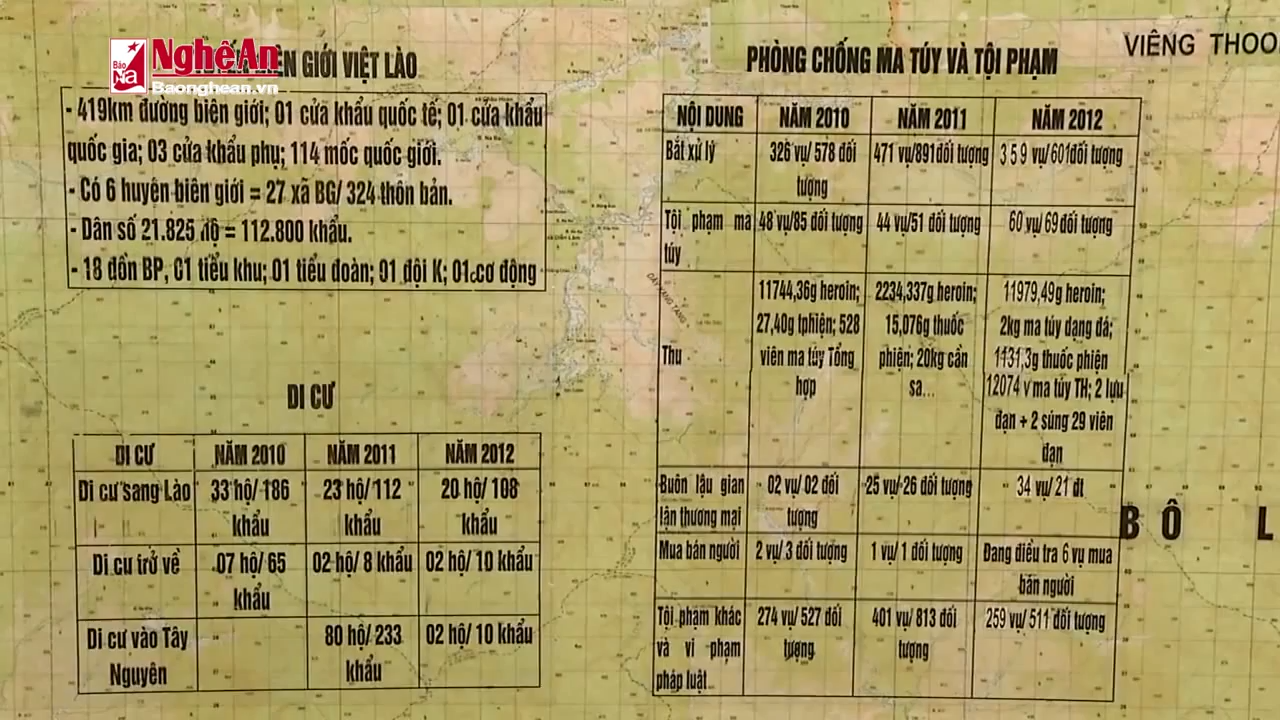 Báo
Na
NghệAn
Baonghean.vn
BIÊN GIỚI VIỆT LÀO
- 419km đường biên giới; 01 cửa khẩu quốc tế; 01 cửa khẩu
quốc gia; 03 cửa khẩu phụ; 114 mốc quốc giới.
- Có 6 huyện biên giới = 27 xã BG/ 324 thôn bản.
- Dân số 21.825 hộ = 112.800 khẩu.
- 18 đồn BP, 01 tiểu khu; 01 tiểu đoàn; 01 đội K; 01 cơ động
DI CƯ
DI CƯ NĂM 2010 NĂM 2011 NĂM 2012
Di cư sang Lào 33 hộ/ 186 23 hộ/ 112 20 hộ/ 108
khẩu khẩu khẩu
Di cư trở về 07 hộ/ 65 02 hộ/ 8 khẩu 02 hộ/ 10 khẩu
khẩu
Di cư vào Tây 80 hộ/ 233 02 hộ/ 10 khẩu
Nguyên khẩu
PHÒNG CHỐNG MA TÚY VÀ TỘI PHẠM
NỘI DUNG NĂM 2010 NĂM 2011 NĂM 2012
Bắt xử lý 326 vụ/ 578 đối 471 vụ/891đối tượng 359 vụ/601đối tượng
tượng
Tội phạm ma 48 vụ/85 đối tượng 44 vụ/51 đối tượng 60 vụ/ 69đối tượng
túy
11744,36g heroin; 2234,337g heroin; 11979,49g heroin;
27,40g tphiện; 528 15,076g thuốc 2kg ma túy dạng đá;
Thu viên ma túy Tổng phiện; 20kg cần 1131,3g thuốc phiện
hợp sa... 12074 v ma túy TH; 2 lựu
đạn + 2 súng 29 viên
đạn
Buôn lậu gian 02 vụ/ 02 đối 25 vụ/26 đối tượng 34 vụ/ 21 đt
lận thương mại tượng
Mua bán người 2 vụ/ 3 đối tượng 1 vụ/ 1 đối tượng Đang điều tra 6 vụ mua
bán người
Tội phạm khác 274 vụ/ 527 đối 401 vụ/ 813 đối 259 vụ/ 511 đối tượng
và vi phạm tượng tượng
pháp luật
VIÊNG THOO
BÔ L
CÂY XANG TANG